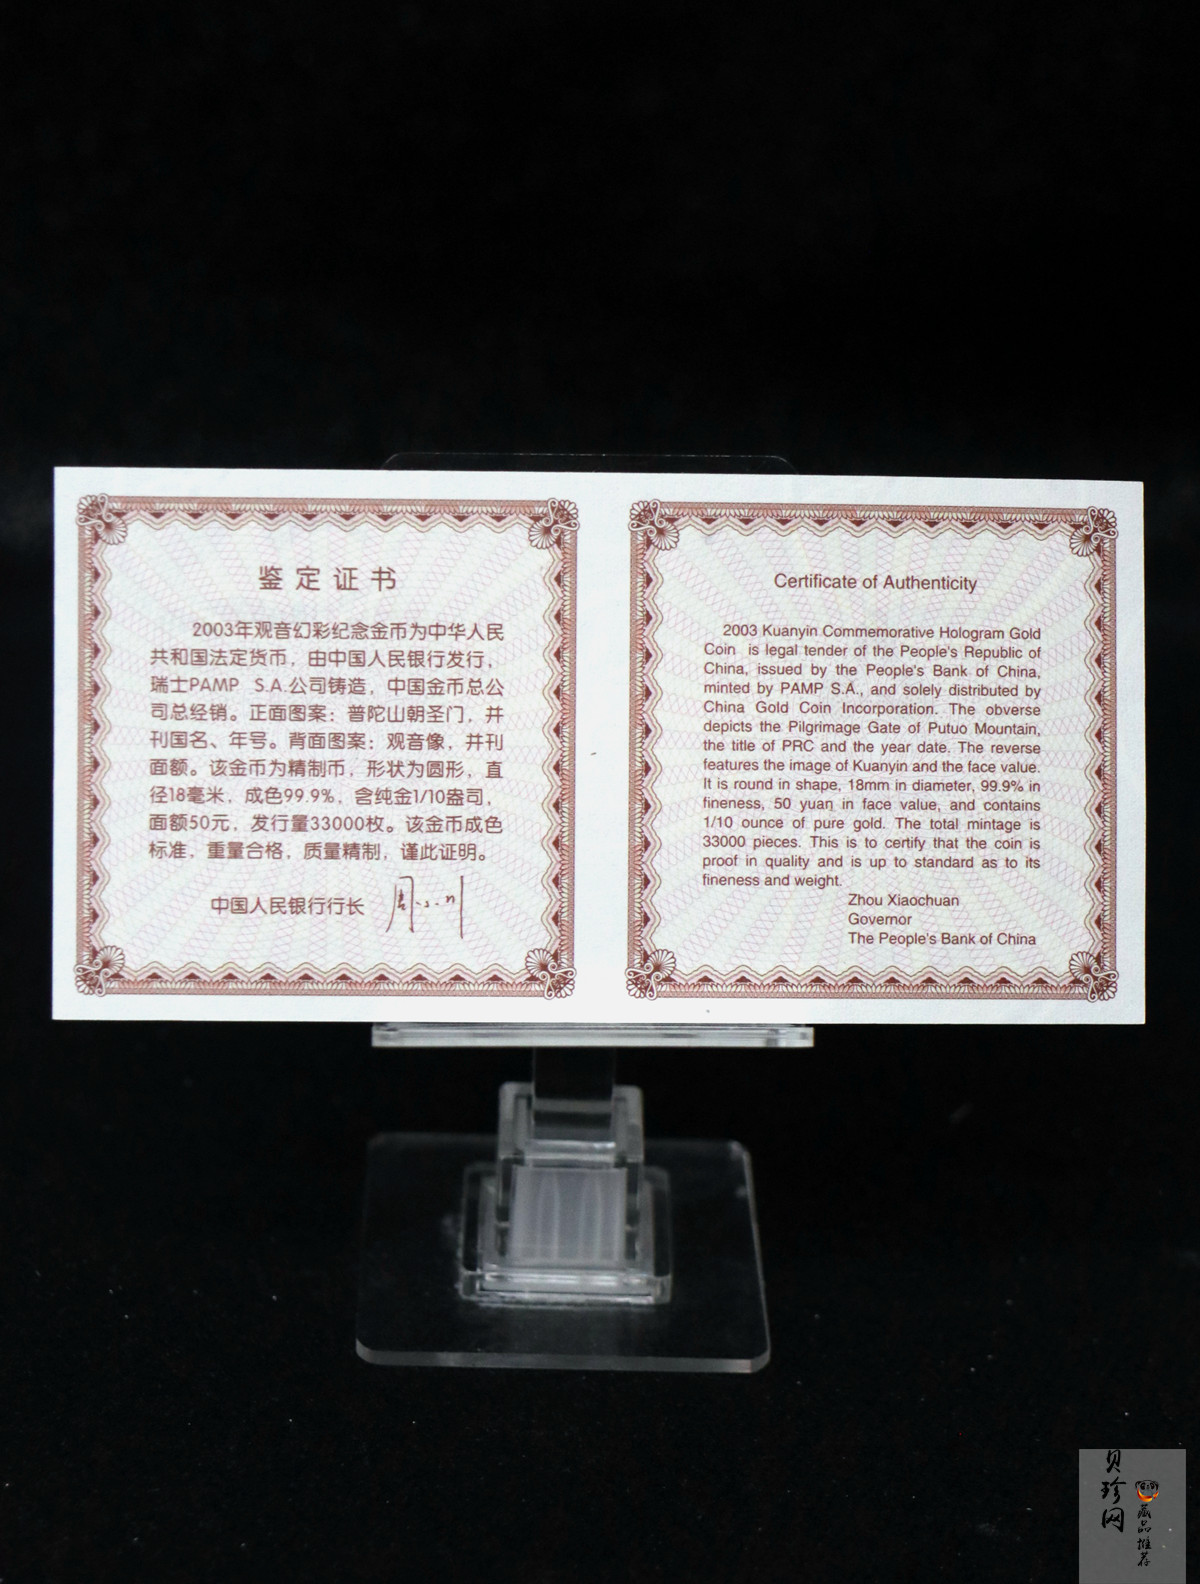 鉴定证书
2003年观音幻彩纪念金币为中华人民
共和国法定货币，由中国人民银行发行，
瑞士PAMP S.A.公司铸造，中国金币总公
司总经销。正面图案：普陀山朝圣门，并
刊国名、年号。背面图案：观音像，并刊
面额。该金币为精制币，形状为圆形，直
径18毫米，成色99.9%，含纯金1/10盎司，
面额50元，发行量33000枚。该金币成色
标准，重量合格，质量精制，谨此证明。
中国人民银行行长 周小川
Certificate of Authenticity
2003 Kuanyin Commemorative Hologram Gold
Coin is legal tender of the People's Republic of
China, issued by the People's Bank of China,
minted by PAMP S.A., and solely distributed by
China Gold Coin Incorporation. The obverse
depicts the Pilgrimage Gate of Putuo Mountain,
the title of PRC and the year date. The reverse
features the image of Kuanyin and the face value.
It is round in shape, 18mm in diameter, 99.9% in
fineness, 50 yuan in face value, and contains
1/10 ounce of pure gold. The total mintage is
33000 pieces. This is to certify that the coin is
proof in quality and is up to standard as to its
fineness and weight.
Zhou Xiaochuan
Governor
The People's Bank of China
贝珍网
藏品推荐